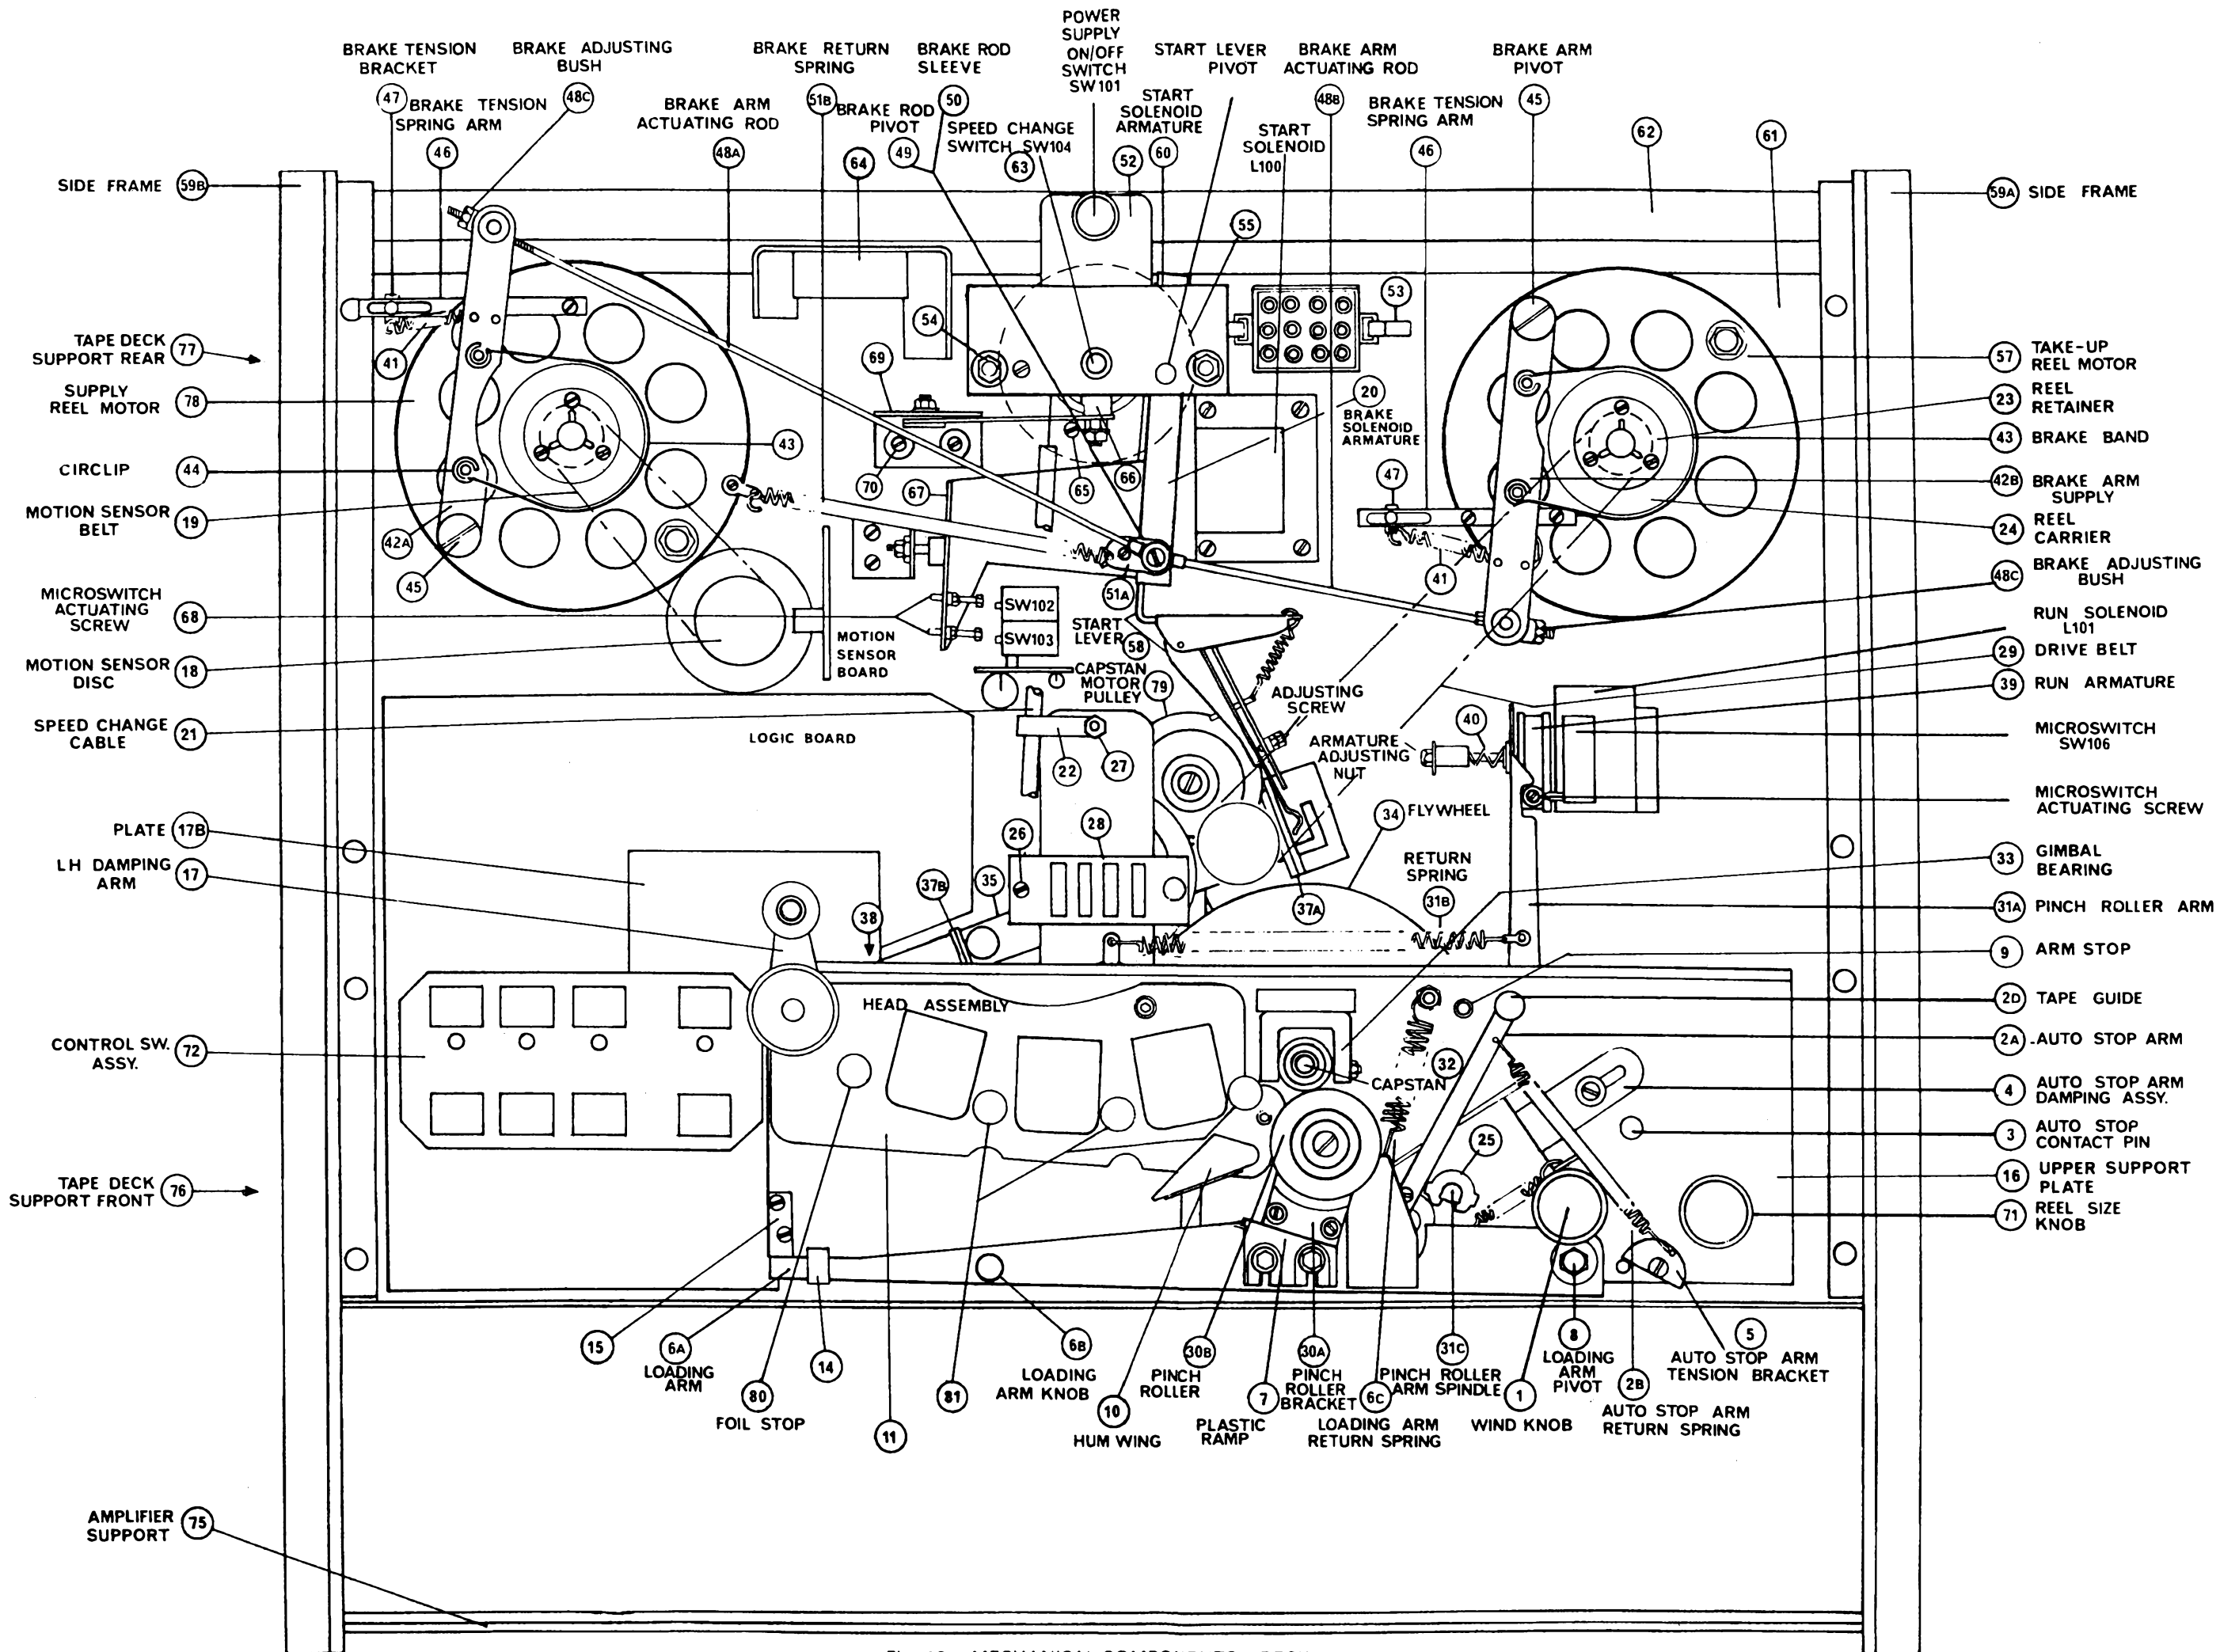 POWER
SUPPLY
ON/OFF
SWITCH
SW101
BRAKE TENSION
BRACKET
47
BRAKE ADJUSTING
BUSH
48C
BRAKE RETURN
SPRING
51B
BRAKE ROD
SLEEVE
50
START LEVER
PIVOT
BRAKE ARM
ACTUATING ROD
48B
BRAKE ARM
PIVOT
45
BRAKE TENSION
SPRING ARM
46
BRAKE ARM
ACTUATING ROD
48A
BRAKE ROD
PIVOT
49
SPEED CHANGE
SWITCH SW104
63
START
SOLENOID
ARMATURE
60
52
START
SOLENOID
L100
BRAKE TENSION
SPRING ARM
46
62
61
64
55
SIDE FRAME 59B
59A SIDE FRAME
53
54
TAPE DECK
SUPPORT REAR
77
41
69
57
TAKE-UP
REEL MOTOR
SUPPLY
REEL MOTOR
78
20
BRAKE
SOLENOID
ARMATURE
23
REEL
RETAINER
43
43 BRAKE BAND
CIRCLIP 44
70
67
65
66
47
42B
BRAKE ARM
SUPPLY
MOTION SENSOR
BELT
19
42A
24
REEL
CARRIER
45
51A
41
48C
BRAKE ADJUSTING
BUSH
MICROSWITCH
ACTUATING
SCREW
68
SW102
SW103
START
LEVER
58
RUN SOLENOID
L101
MOTION
SENSOR
BOARD
29 DRIVE BELT
MOTION SENSOR
DISC
18
CAPSTAN
MOTOR
PULLEY
79
ADJUSTING
SCREW
39 RUN ARMATURE
SPEED CHANGE
CABLE
21
LOGIC BOARD
22
27
ARMATURE
ADJUSTING
NUT
40
MICROSWITCH
SW106
MICROSWITCH
ACTUATING SCREW
PLATE 17B
26
28
34 FLYWHEEL
LH DAMPING
ARM
17
37B
35
RETURN
SPRING
31B
33
GIMBAL
BEARING
38
37A
31A PINCH ROLLER ARM
9 ARM STOP
HEAD ASSEMBLY
2D TAPE GUIDE
CONTROL SW.
ASSY.
72
32
2A AUTO STOP ARM
CAPSTAN
4
AUTO STOP ARM
DAMPING ASSY.
25
3
AUTO STOP
CONTACT PIN
TAPE DECK
SUPPORT FRONT
76
16
UPPER SUPPORT
PLATE
71
REEL SIZE
KNOB
15
6A
LOADING
ARM
14
80
FOIL STOP
11
81
6B
LOADING
ARM KNOB
10
HUM WING
30B
PINCH
ROLLER
7
PLASTIC
RAMP
30A
PINCH
ROLLER
BRACKET
6C
LOADING ARM
RETURN SPRING
31C
PINCH ROLLER
ARM SPINDLE
1
WIND KNOB
8
LOADING
ARM
PIVOT
2B
AUTO STOP ARM
RETURN SPRING
5
AUTO STOP ARM
TENSION BRACKET
AMPLIFIER
SUPPORT
75